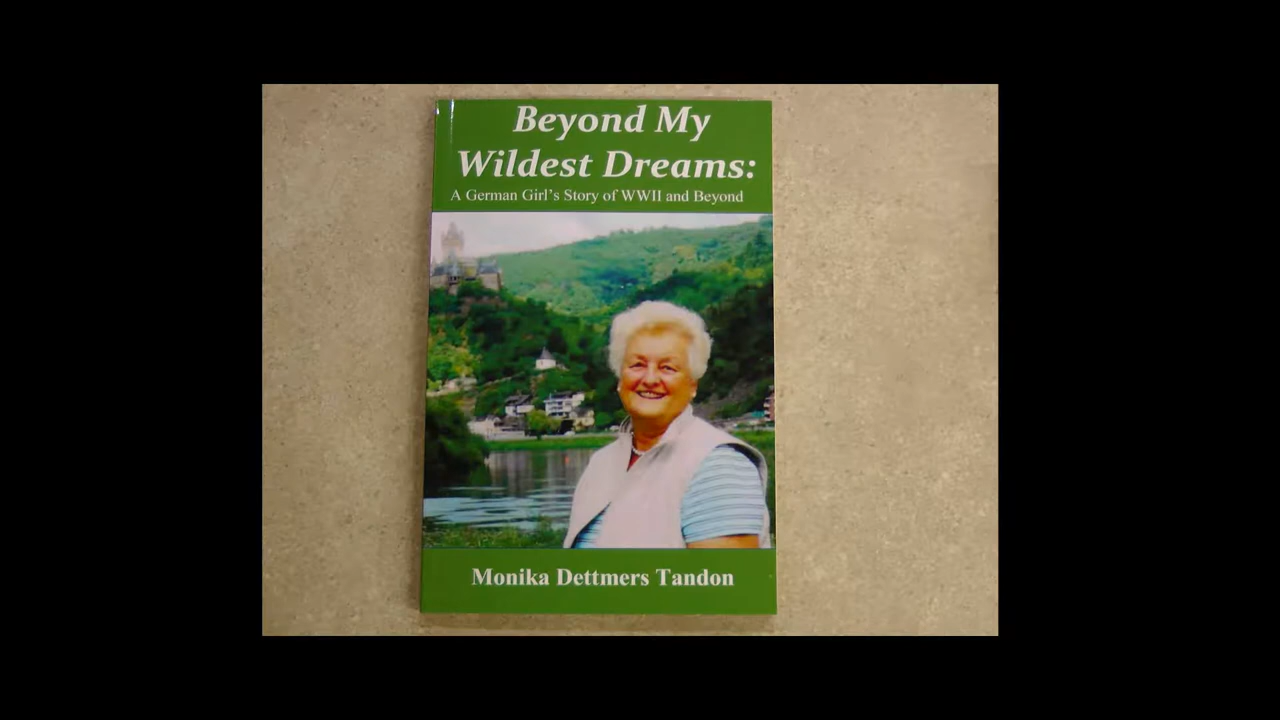 Beyond My
Wildest Dreams:
A German Girl's Story of WWII and Beyond
Monika Dettmers Tandon